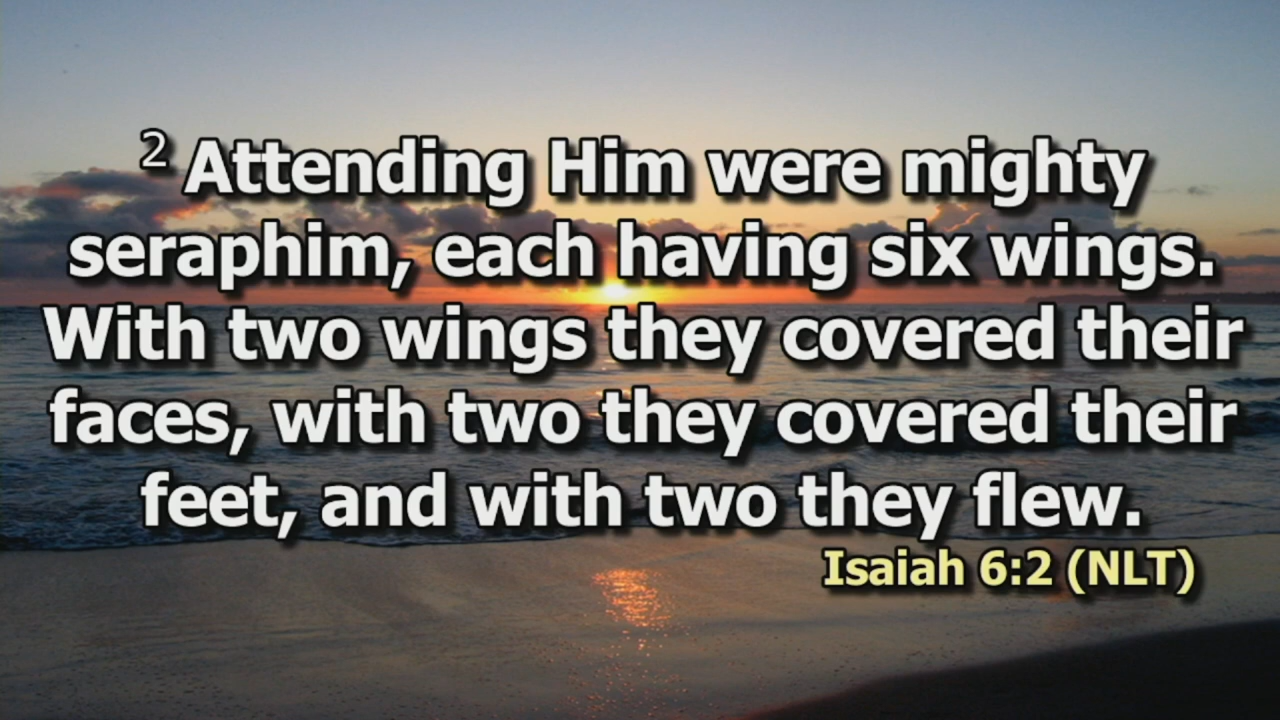 2 Attending Him were mighty
seraphim, each having six wings.
With two wings they covered their
faces, with two they covered their
feet, and with two they flew.
Isaiah 6:2 (NLT)